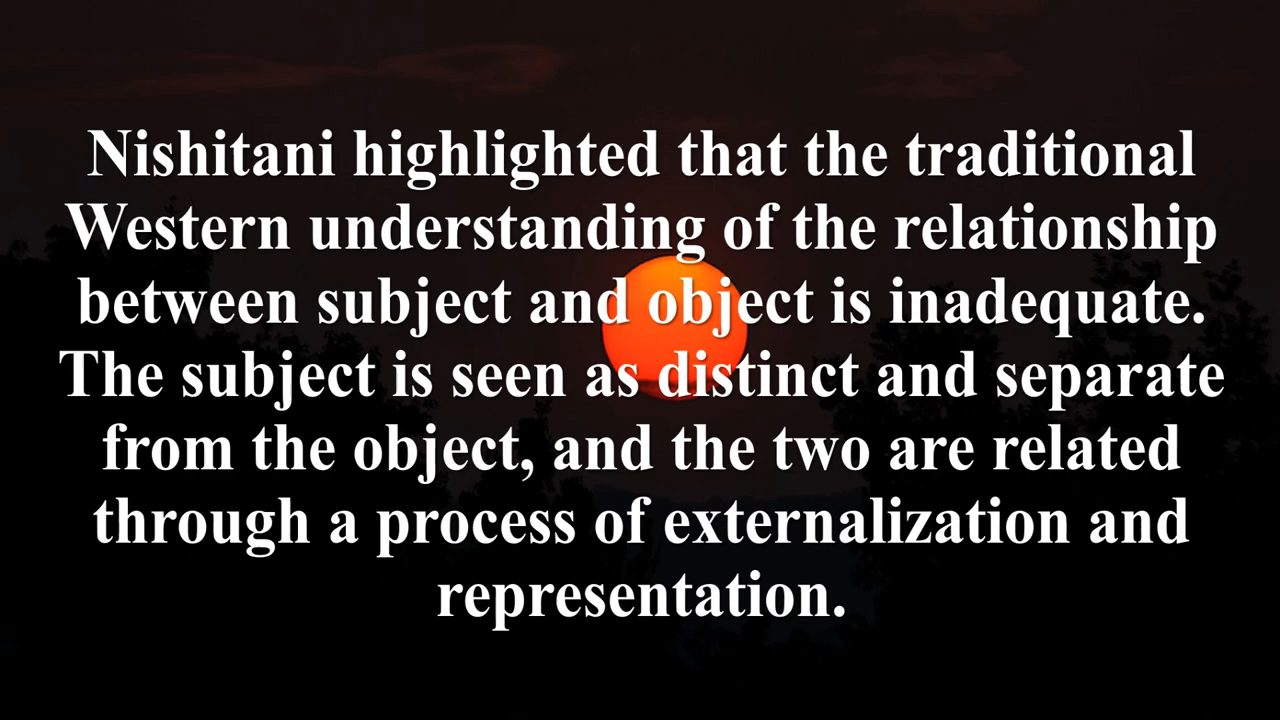 Nishitani highlighted that the traditional
Western understanding of the relationship
between subject and object is inadequate.
The subject is seen as distinct and separate
from the object, and the two are related
through a process of externalization and
representation.